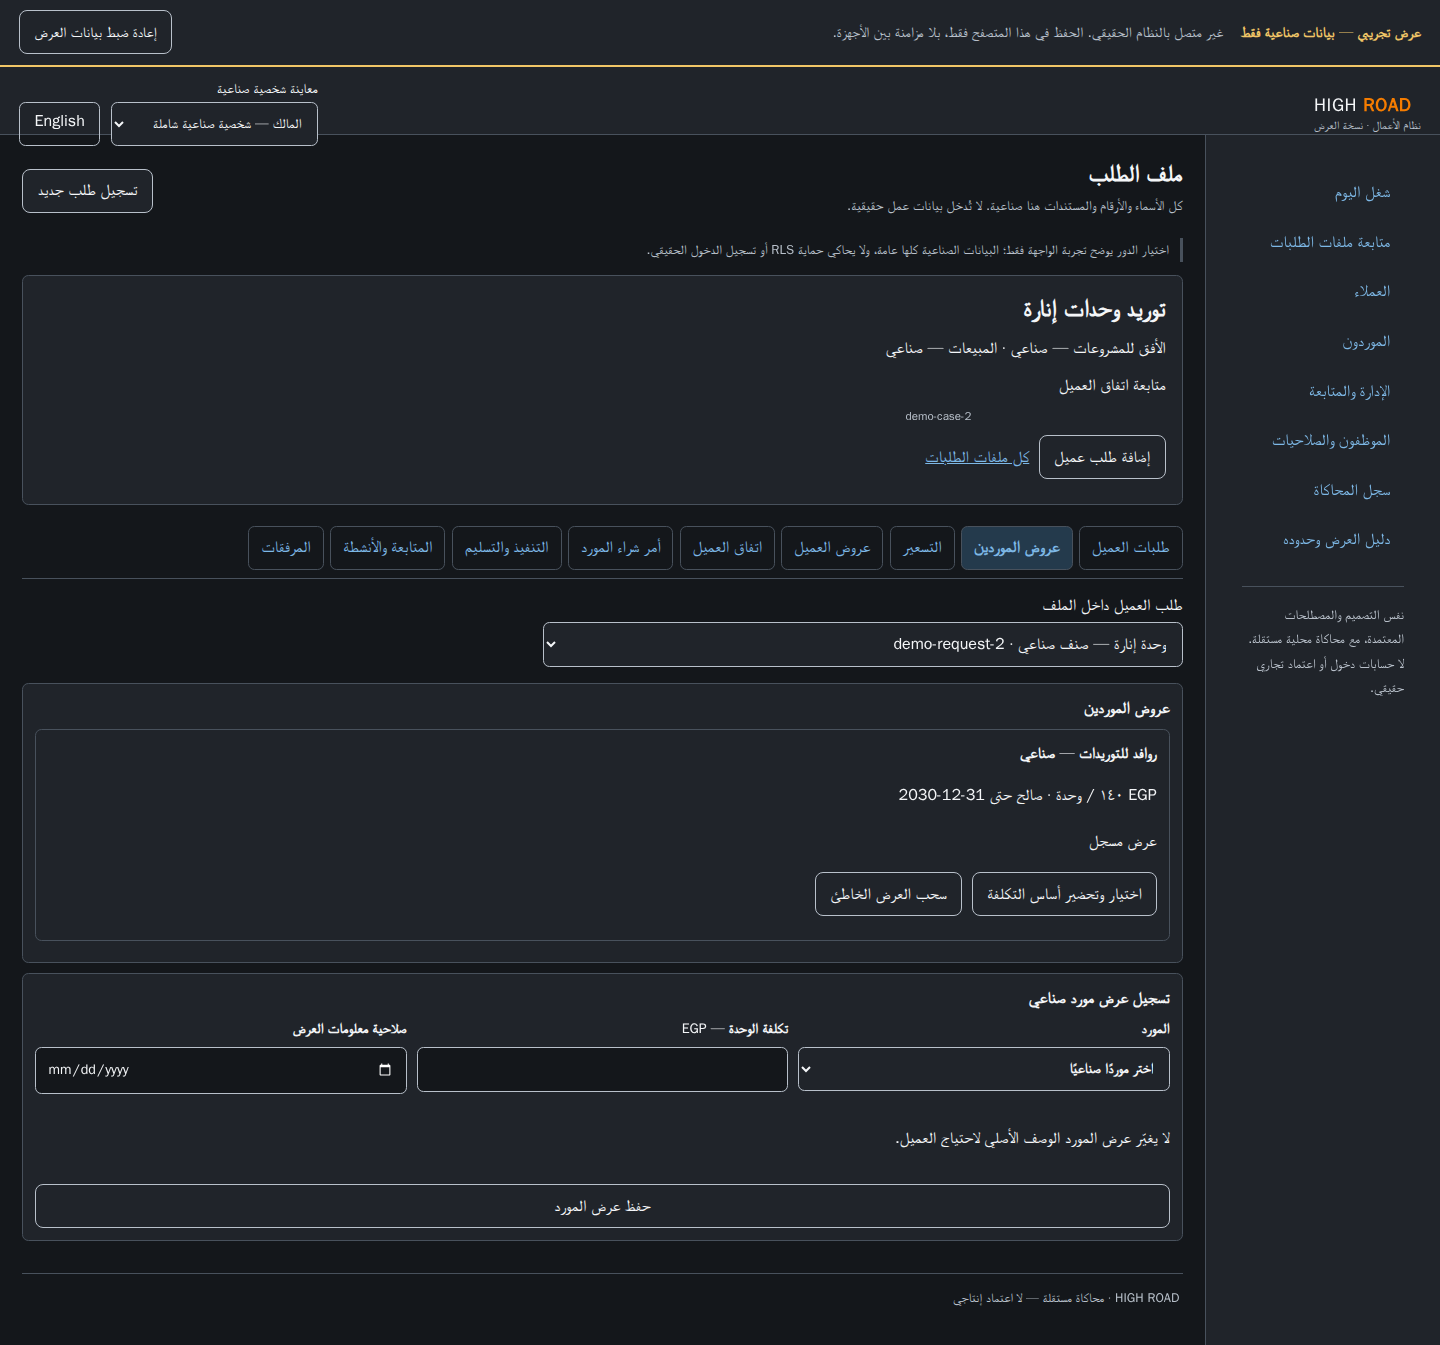 عرض تجريبي — بيانات صناعية فقط
غير متصل بالنظام الحقيقي. الحفظ في هذا المتصفح فقط، بلا مزامنة بين الأجهزة.
إعادة ضبط بيانات العرض
HIGH ROAD
نظام الأعمال · نسخة العرض
معاينة شخصية صناعية
المالك — شخصية صناعية شاملة
English
شغل اليوم
متابعة ملفات الطلبات
العملاء
الموردون
الإدارة والمتابعة
الموظفون والصلاحيات
سجل المحاكاة
دليل العرض وحدوده
نفس التصميم والمصطلحات
المعتمدة، مع محاكاة محلية مستقلة.
لا حسابات دخول أو اعتماد تجاري
حقيقي.
ملف الطلب
كل الأسماء والأرقام والمستندات هنا صناعية. لا تُدخل بيانات عمل حقيقية.
تسجيل طلب جديد
اختيار الدور يوضح تجربة الواجهة فقط؛ البيانات الصناعية كلها عامة، ولا يحاكي حماية RLS أو تسجيل الدخول الحقيقي.
توريد وحدات إنارة
الأفق للمشروعات — صناعي · المبيعات — صناعي
متابعة اتفاق العميل
demo-case-2
إضافة طلب عميل
كل ملفات الطلبات
طلبات العميل
عروض الموردين
التسعير
عروض العميل
اتفاق العميل
أمر شراء المورد
التنفيذ والتسليم
المتابعة والأنشطة
المرفقات
طلب العميل داخل الملف
وحدة إنارة — صنف صناعي · demo-request-2
عروض الموردين
روافد للتوريدات — صناعي
١٤٠ EGP / وحدة · صالح حتى 2030-12-31
عرض مسجل
اختيار وتحضير أساس التكلفة
سحب العرض الخاطئ
تسجيل عرض مورد صناعي
المورد
تكلفة الوحدة — EGP
صلاحية معلومات العرض
اختر موردًا صناعيًا
mm/dd/yyyy
لا يغيّر عرض المورد الوصف الأصلي لاحتياج العميل.
حفظ عرض المورد
HIGH ROAD · محاكاة مستقلة — لا اعتماد إنتاجي